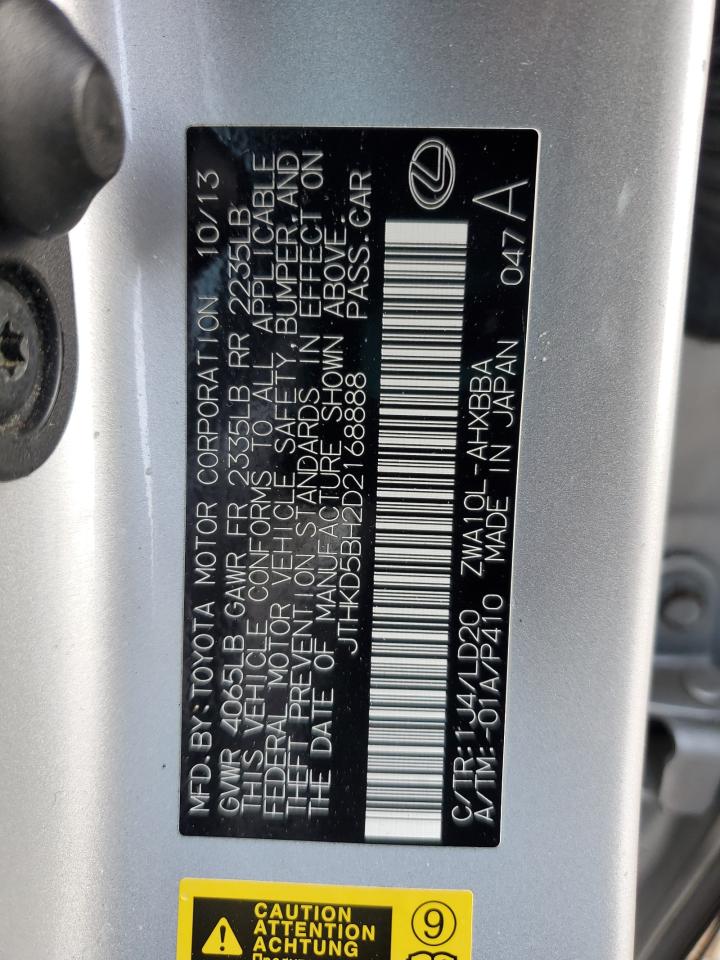 MFD. BY: TOYOTA MOTOR CORPORATION 10/13
GVWR 4065LB GAWR FR 2335LB RR 2235LB
THIS VEHICLE CONFORMS TO ALL APPLICABLE
FEDERAL MOTOR VEHICLE SAFETY, BUMPER, AND
THEFT PREVENTION STANDARDS IN EFFECT ON
THE DATE OF MANUFACTURE SHOWN ABOVE.
JTHKD5BH2D2168888 PASS. CAR
C/TR: 1J4/LD20 ZWA10L-AHXBBA 047 A
A/TM: -01A/P410 MADE IN JAPAN
CAUTION
ATTENTION
ACHTUNG
9